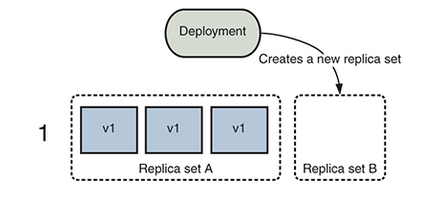 Deployment
Creates a new replica set
1
v1 v1 v1
Replica set A
Replica set B